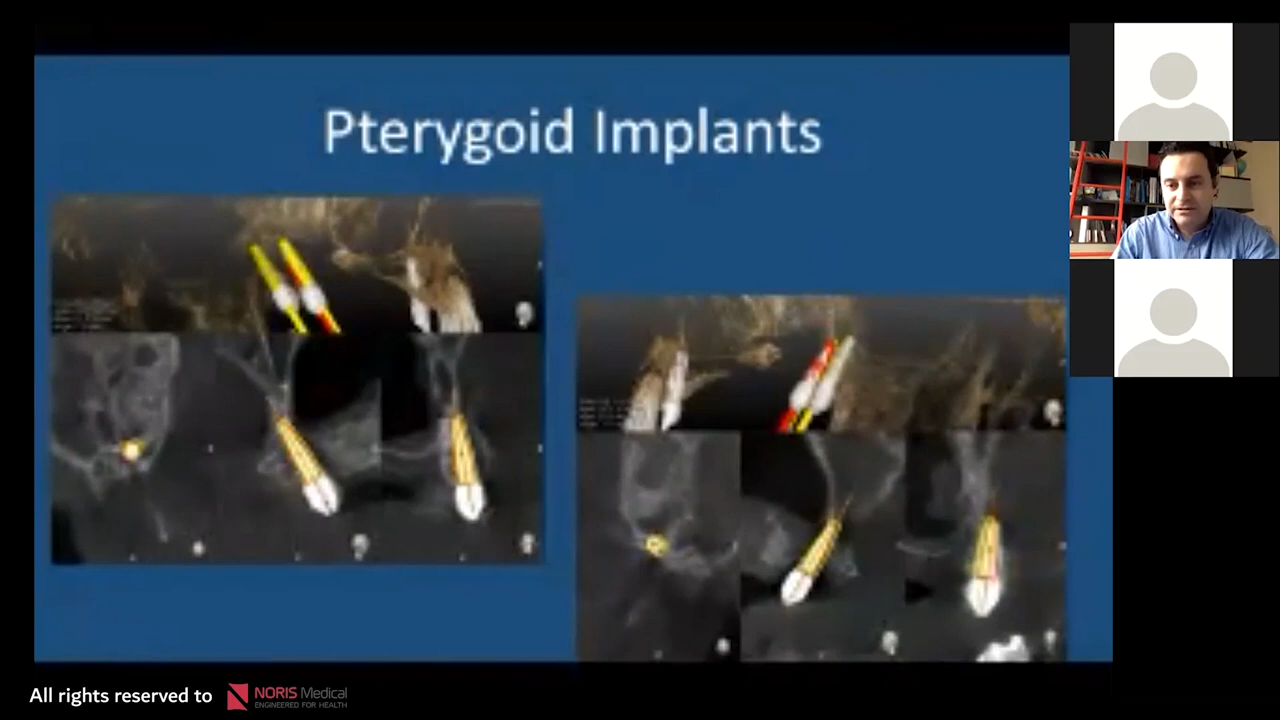 Pterygoid Implants
All rights reserved to
NORIS Medical
ENGINEERED FOR HEALTH